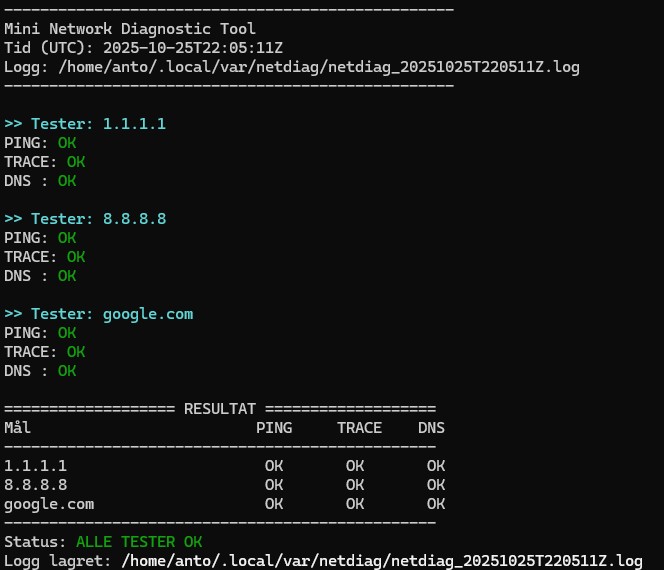 --------------------------------------------------
Mini Network Diagnostic Tool
Tid (UTC): 2025-10-25T22:05:11Z
Logg: /home/anto/.local/var/netdiag/netdiag_20251025T220511Z.log
--------------------------------------------------
>> Tester: 1.1.1.1
PING: OK
TRACE: OK
DNS : OK
>> Tester: 8.8.8.8
PING: OK
TRACE: OK
DNS : OK
>> Tester: google.com
PING: OK
TRACE: OK
DNS : OK
=================== RESULTAT ===================
Mål                         PING     TRACE    DNS
------------------------------------------------
1.1.1.1                      OK       OK       OK
8.8.8.8                      OK       OK       OK
google.com                   OK       OK       OK
------------------------------------------------
Status: ALLE TESTER OK
Logg lagret: /home/anto/.local/var/netdiag/netdiag_20251025T220511Z.log